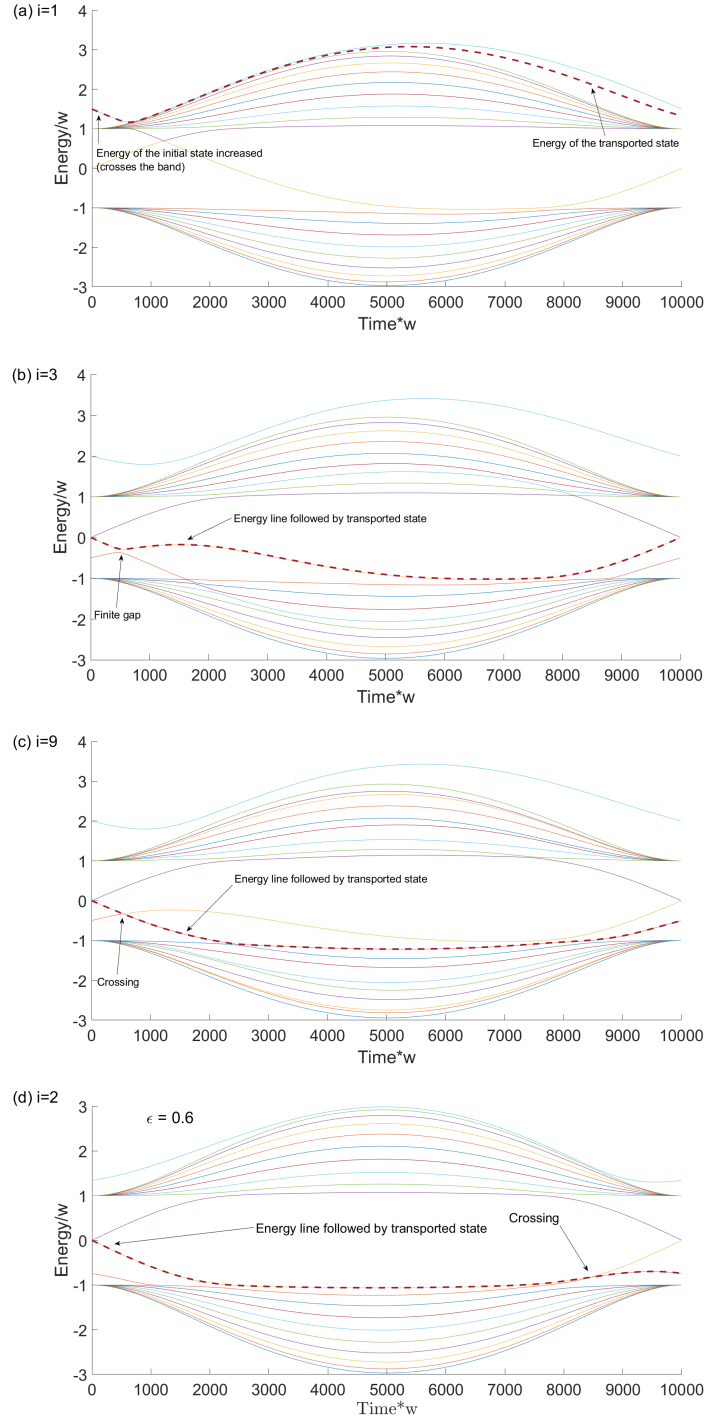 (a) i=1
4
3
2
1
0
-1
-2
-3
Energy/w
Energy of the initial state increased
(crosses the band)
Energy of the transported state
0 1000 2000 3000 4000 5000 6000 7000 8000 9000 10000
Time*w
(b) i=3
4
3
2
1
0
-1
-2
-3
Energy/w
Energy line followed by transported state
Finite gap
0 1000 2000 3000 4000 5000 6000 7000 8000 9000 10000
Time*w
(c) i=9
4
3
2
1
0
-1
-2
-3
Energy/w
Energy line followed by transported state
Crossing
0 1000 2000 3000 4000 5000 6000 7000 8000 9000 10000
Time*w
(d) i=2
3
2
1
0
-1
-2
-3
Energy/w
ϵ = 0.6
Energy line followed by transported state
Crossing
0 1000 2000 3000 4000 5000 6000 7000 8000 9000 10000
Time*w